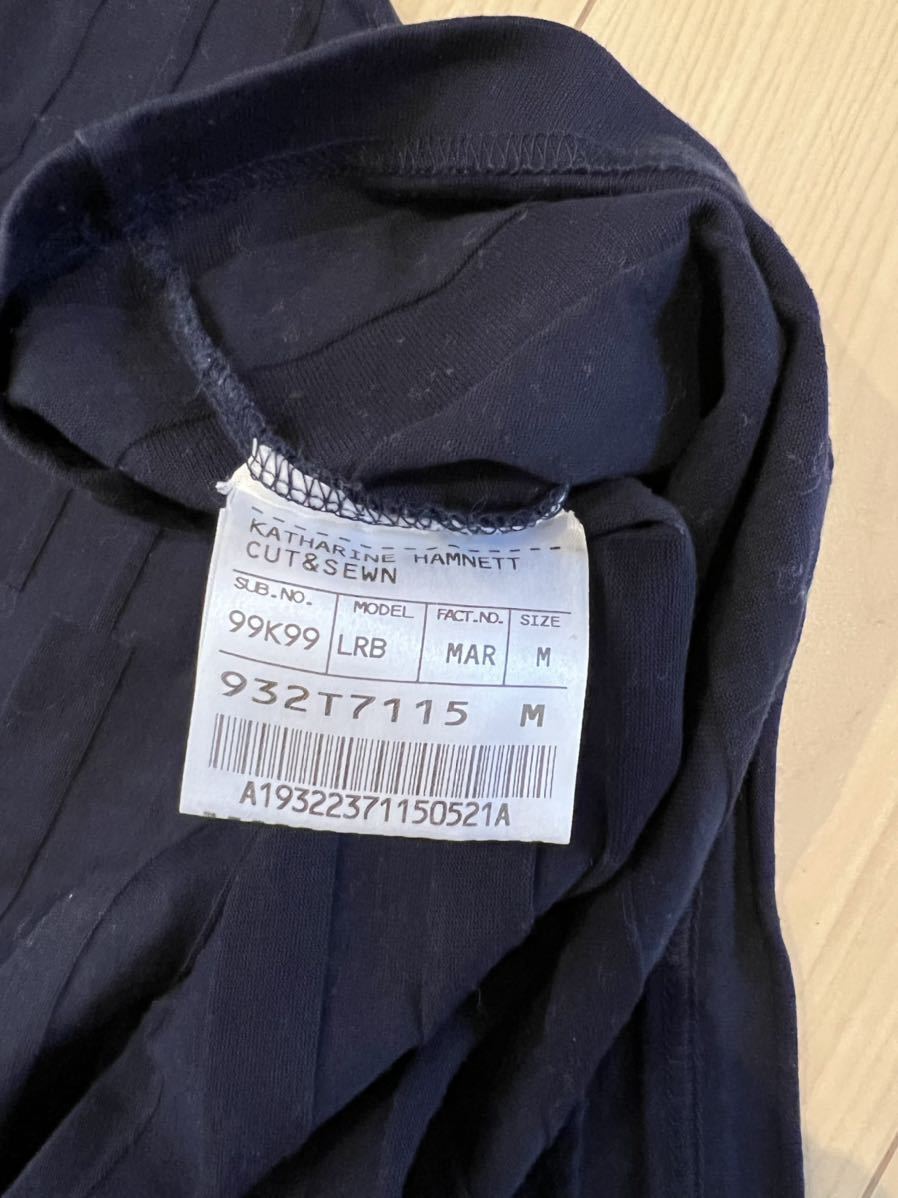 KATHARINE HAMNETT
CUT&SEWN
SUB.NO. MODEL FACT.NO. SIZE
99K99 LRB MAR M
932T7115 M
A19322371150521A